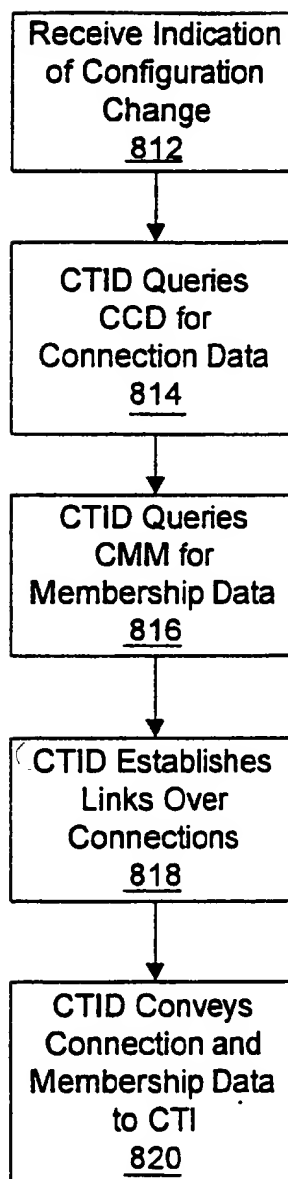 Receive Indication
of Configuration
Change
812
CTID Queries
CCD for
Connection Data
814
CTID Queries
CMM for
Membership Data
816
CTID Establishes
Links Over
Connections
818
CTID Conveys
Connection and
Membership Data
to CTI
820